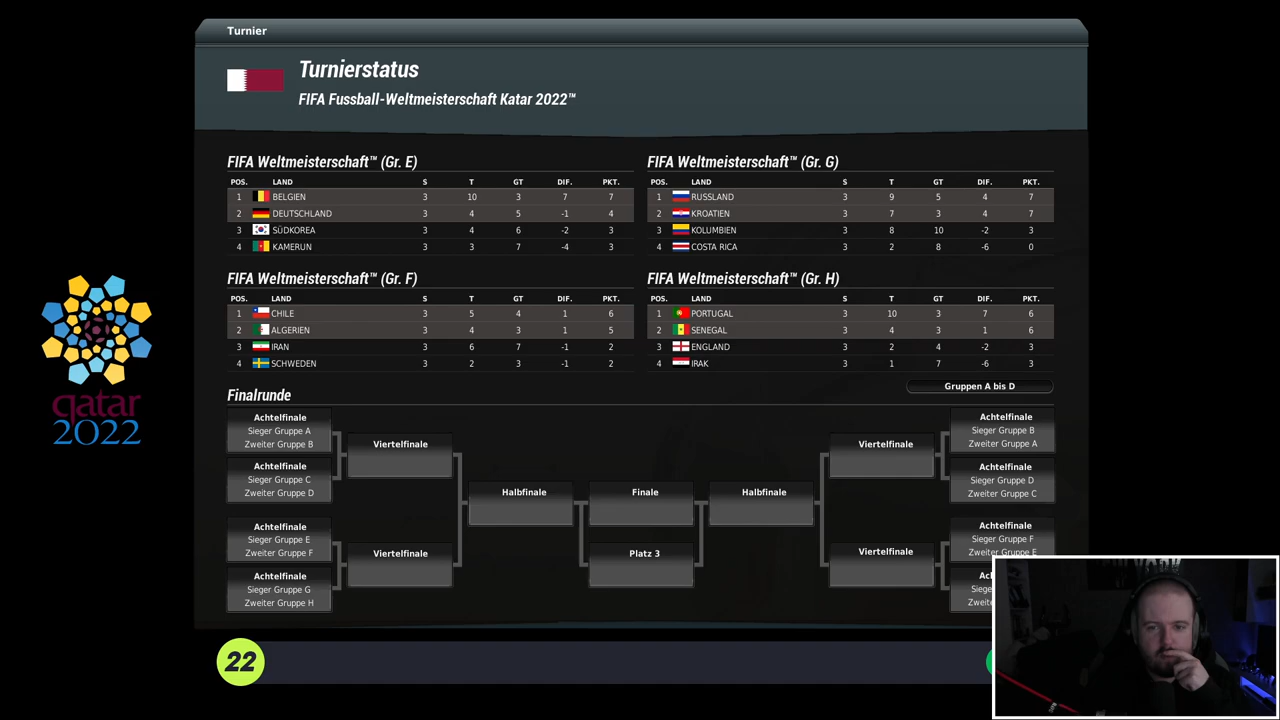 Turnier
Turnierstatus
FIFA Fussball-Weltmeisterschaft Katar 2022™
FIFA Weltmeisterschaft™ (Gr. E)
POS. LAND S T GT DIF. PKT.
1 BELGIEN 3 10 3 7 7
2 DEUTSCHLAND 3 4 5 -1 4
3 SÜDKOREA 3 4 6 -2 3
4 KAMERUN 3 3 7 -4 3
FIFA Weltmeisterschaft™ (Gr. G)
POS. LAND S T GT DIF. PKT.
1 RUSSLAND 3 9 5 4 7
2 KROATIEN 3 7 3 4 7
3 KOLUMBIEN 3 8 10 -2 3
4 COSTA RICA 3 2 8 -6 0
FIFA Weltmeisterschaft™ (Gr. F)
POS. LAND S T GT DIF. PKT.
1 CHILE 3 5 4 1 6
2 ALGERIEN 3 4 3 1 5
3 IRAN 3 6 7 -1 2
4 SCHWEDEN 3 2 3 -1 2
FIFA Weltmeisterschaft™ (Gr. H)
POS. LAND S T GT DIF. PKT.
1 PORTUGAL 3 10 3 7 6
2 SENEGAL 3 4 3 1 6
3 ENGLAND 3 2 4 -2 3
4 IRAK 3 1 7 -6 3
Gruppen A bis D
qatar
2022
Finalrunde
Achtelfinale
Sieger Gruppe A
Zweiter Gruppe B
Achtelfinale
Sieger Gruppe C
Zweiter Gruppe D
Achtelfinale
Sieger Gruppe E
Zweiter Gruppe F
Achtelfinale
Sieger Gruppe G
Zweiter Gruppe H
Viertelfinale
Viertelfinale
Halbfinale
Finale
Platz 3
Halbfinale
Viertelfinale
Viertelfinale
Achtelfinale
Sieger Gruppe B
Zweiter Gruppe A
Achtelfinale
Sieger Gruppe D
Zweiter Gruppe C
Achtelfinale
Sieger Gruppe F
Zweiter Gruppe E
22